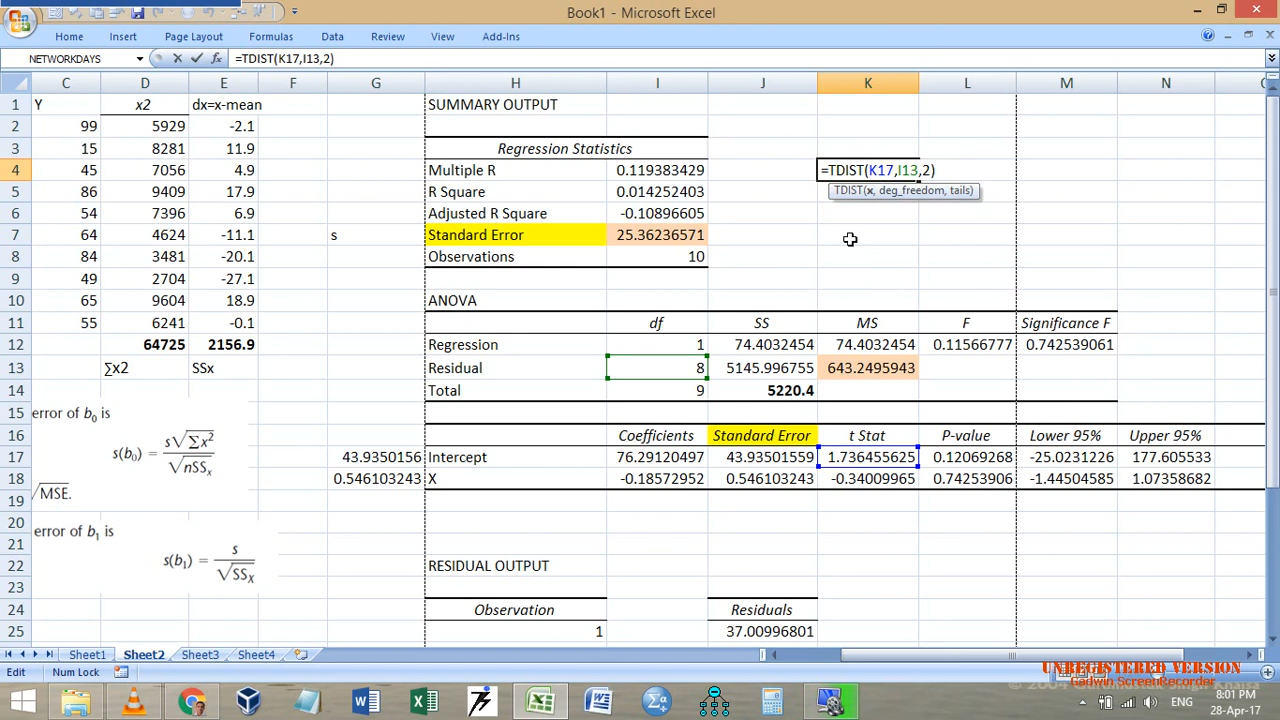 Book1 - Microsoft Excel
Home Insert Page Layout Formulas Data Review View Add-Ins
NETWORKDAYS =TDIST(K17,I13,2)
C D E F G H I J K L M N
1 Y x2 dx=x-mean SUMMARY OUTPUT
2 99 5929 -2.1
3 15 8281 11.9 Regression Statistics
4 45 7056 4.9 Multiple R 0.119383429 =TDIST(K17,I13,2)
5 86 9409 17.9 R Square 0.014252403 TDIST(x, deg_freedom, tails)
6 54 7396 6.9 Adjusted R Square -0.10896605
7 64 4624 -11.1 s Standard Error 25.36236571
8 84 3481 -20.1 Observations 10
9 49 2704 -27.1
10 65 9604 18.9 ANOVA
11 55 6241 -0.1 df SS MS F Significance F
12 64725 2156.9 Regression 1 74.4032454 74.4032454 0.11566777 0.742539061
13 ∑x2 SSx Residual 8 5145.996755 643.2495943
14 Total 9 5220.4
15
error of b0 is
16 Coefficients Standard Error t Stat P-value Lower 95% Upper 95%
s(b0) = s√∑x² / √nSSx
17 43.9350156 Intercept 76.29120497 43.93501559 1.736455625 0.12069268 -25.0231226 177.605533
18 0.546103243 X -0.18572952 0.546103243 -0.34009965 0.74253906 -1.44504585 1.07358682
√MSE.
19
20
error of b1 is
21
s(b1) = s / √SSX
22 RESIDUAL OUTPUT
23
24 Observation Residuals
25 1 37.00996801
Sheet1 Sheet2 Sheet3 Sheet4
Edit Num Lock
UNREGISTERED VERSION
ENG 8:01 PM
28-Apr-17